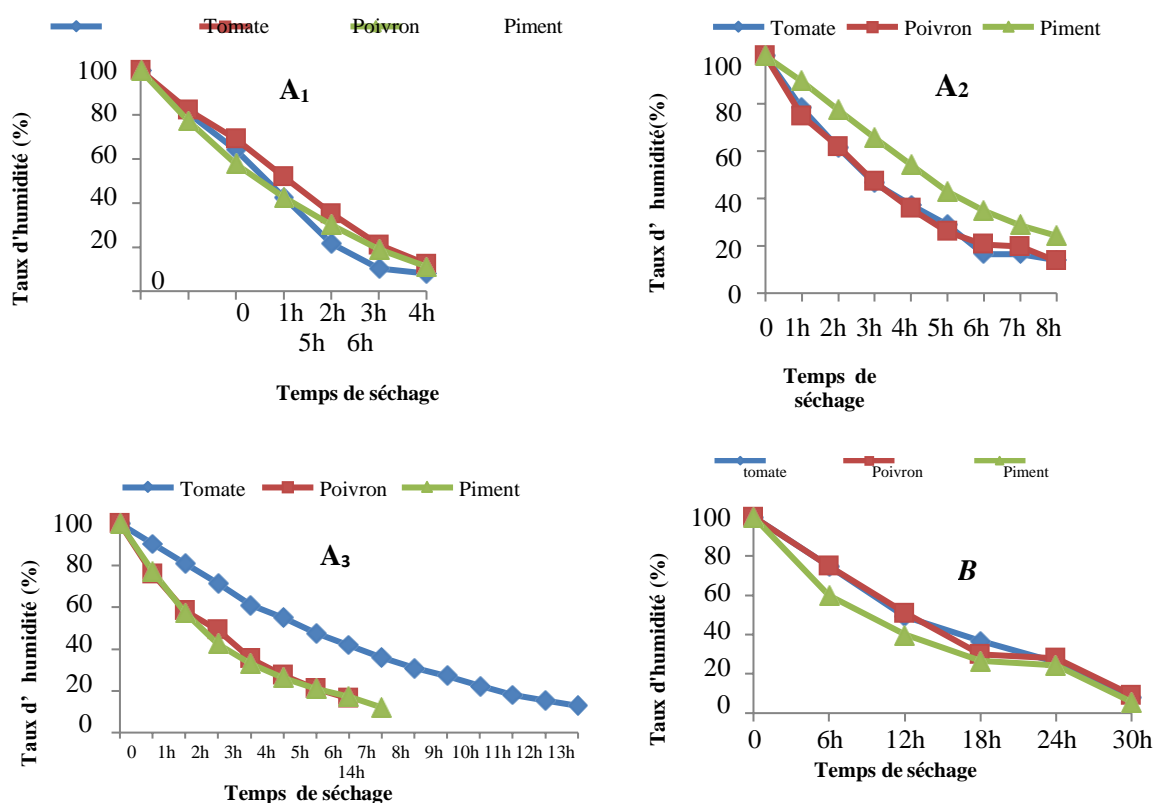 Tomate Poivron Piment
A1
Taux d'humidité (%)
100
80
60
40
20
0
0 1h 2h 3h 4h
5h 6h
Temps de séchage
Tomate Poivron Piment
A2
Taux d’ humidité(%)
100
80
60
40
20
0
0 1h 2h 3h 4h 5h 6h 7h 8h
Temps de
séchage
Tomate Poivron Piment
A3
Taux d’ humidité (%)
100
80
60
40
20
0
0 1h 2h 3h 4h 5h 6h 7h 8h 9h 10h 11h 12h 13h
14h
Temps de séchage
tomate Poivron Piment
B
Taux d'humidité (%)
100
80
60
40
20
0
0 6h 12h 18h 24h 30h
Temps de séchage